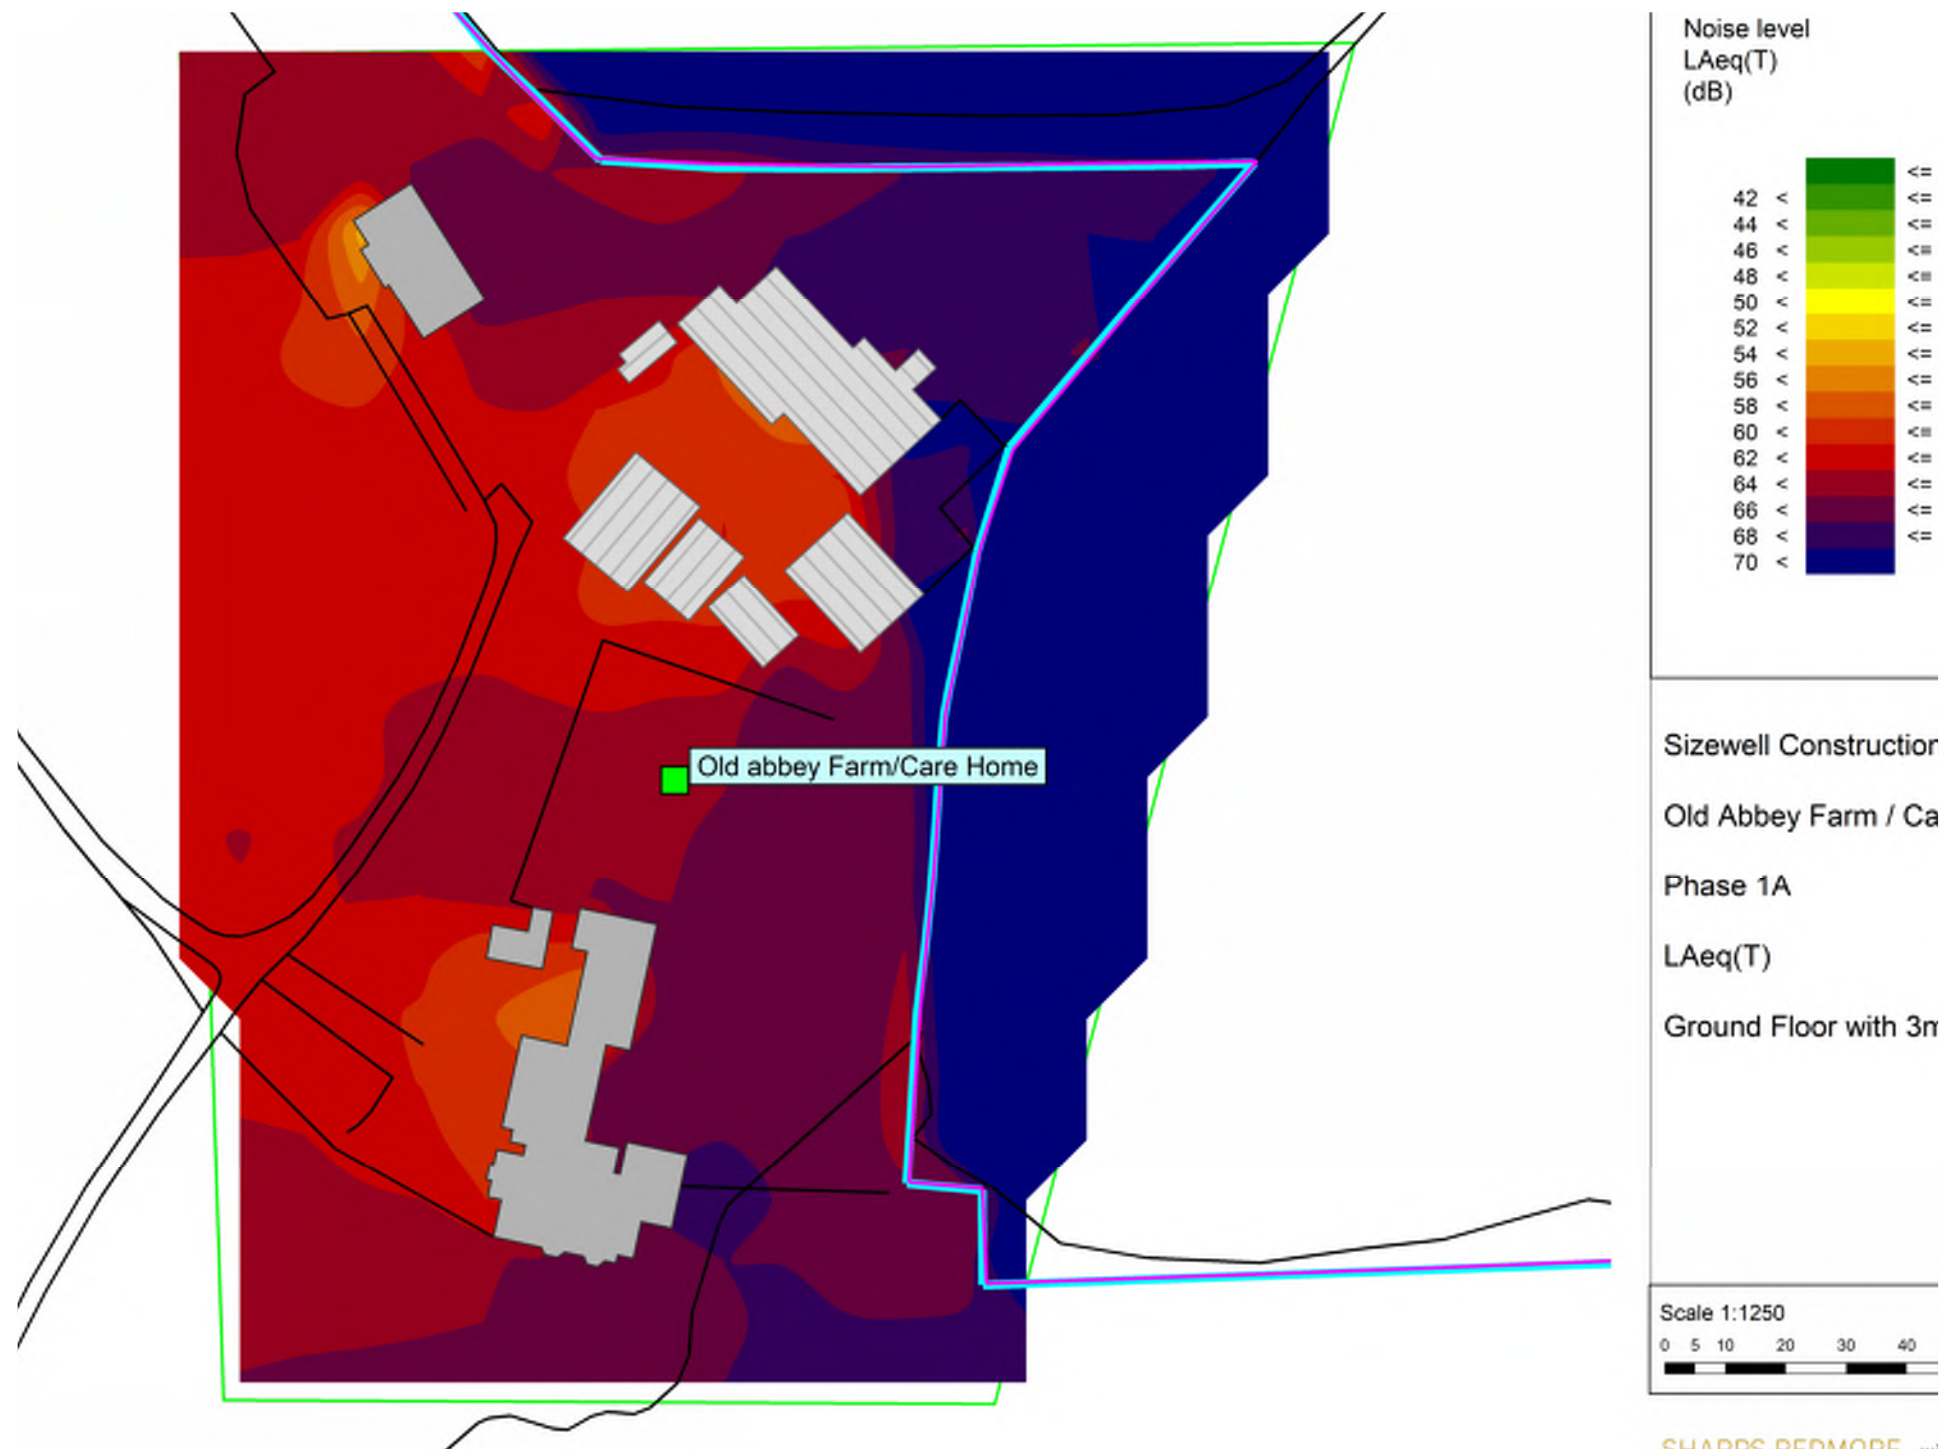 Noise level
LAeq(T)
(dB)
<=
42 < <=
44 < <=
46 < <=
48 < <=
50 < <=
52 < <=
54 < <=
56 < <=
58 < <=
60 < <=
62 < <=
64 < <=
66 < <=
68 < <=
70 <
Old abbey Farm/Care Home
Sizewell Construction
Old Abbey Farm / Ca
Phase 1A
LAeq(T)
Ground Floor with 3m
Scale 1:1250
0 5 10 20 30 40
SHARPS REDMORE